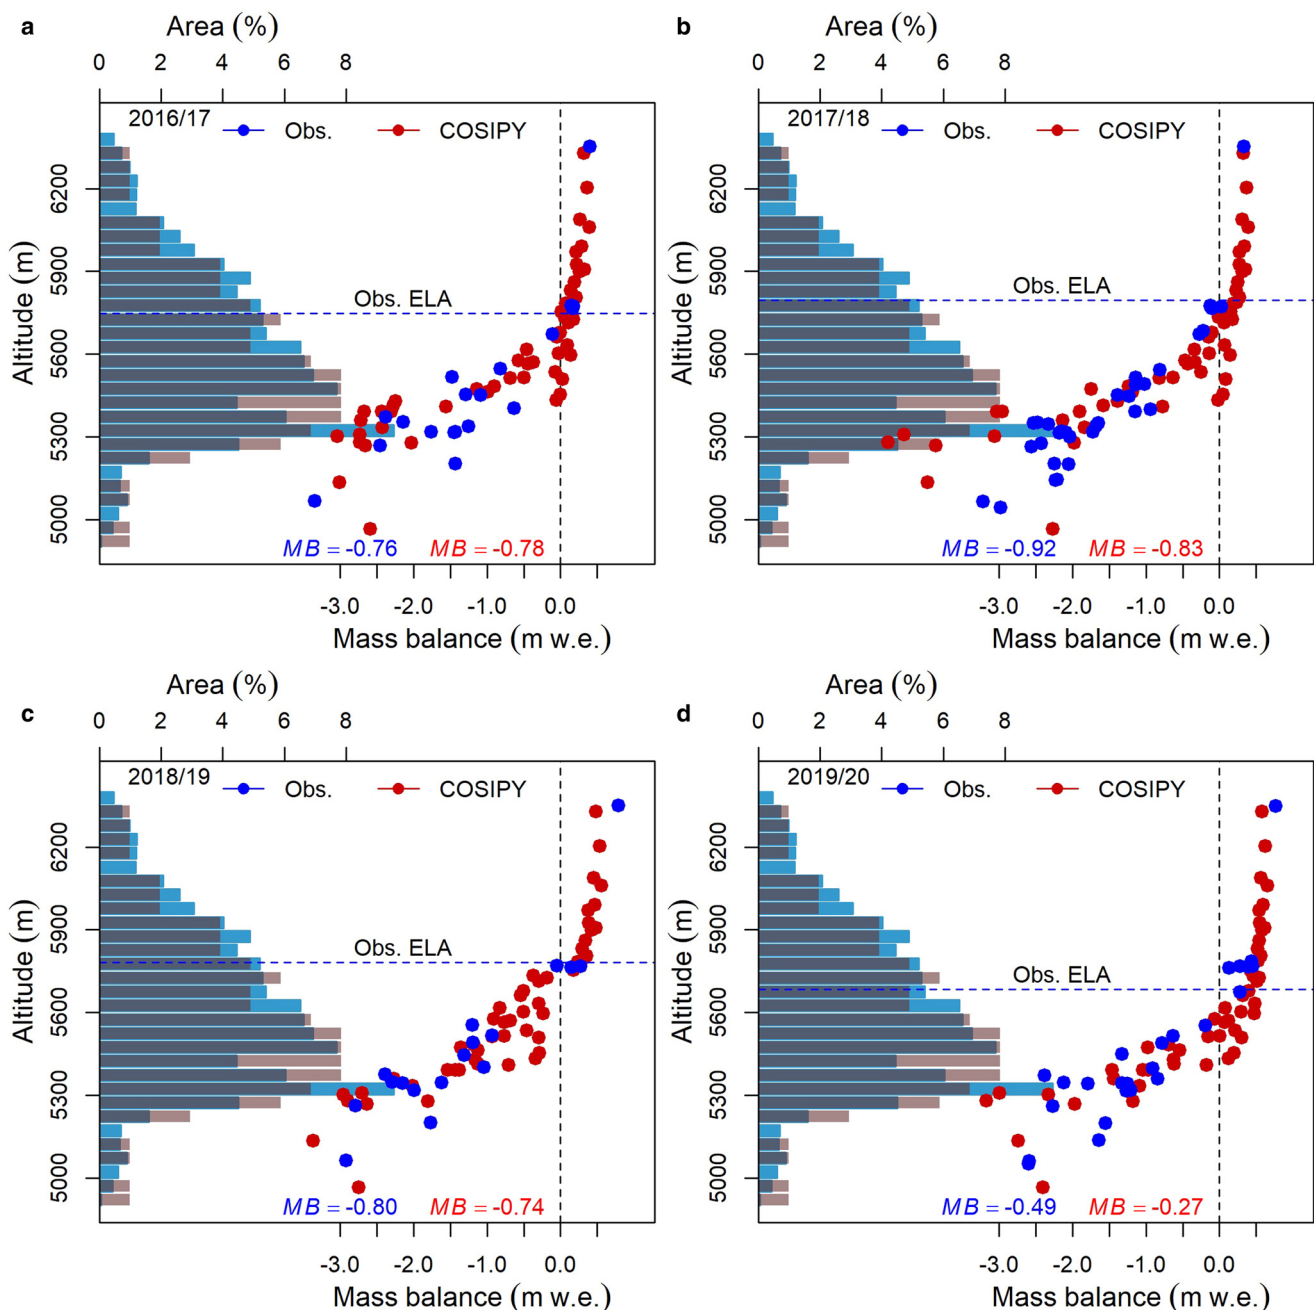 a
Area (%)
0 2 4 6 8
2016/17 Obs. COSIPY
Altitude (m)
6200
5900
5600
5300
5000
Obs. ELA
MB = -0.76 MB = -0.78
-3.0 -2.0 -1.0 0.0
Mass balance (m w.e.)
b
Area (%)
0 2 4 6 8
2017/18 Obs. COSIPY
Altitude (m)
6200
5900
5600
5300
5000
Obs. ELA
MB = -0.92 MB = -0.83
-3.0 -2.0 -1.0 0.0
Mass balance (m w.e.)
c
Area (%)
0 2 4 6 8
2018/19 Obs. COSIPY
Altitude (m)
6200
5900
5600
5300
5000
Obs. ELA
MB = -0.80 MB = -0.74
-3.0 -2.0 -1.0 0.0
Mass balance (m w.e.)
d
Area (%)
0 2 4 6 8
2019/20 Obs. COSIPY
Altitude (m)
6200
5900
5600
5300
5000
Obs. ELA
MB = -0.49 MB = -0.27
-3.0 -2.0 -1.0 0.0
Mass balance (m w.e.)